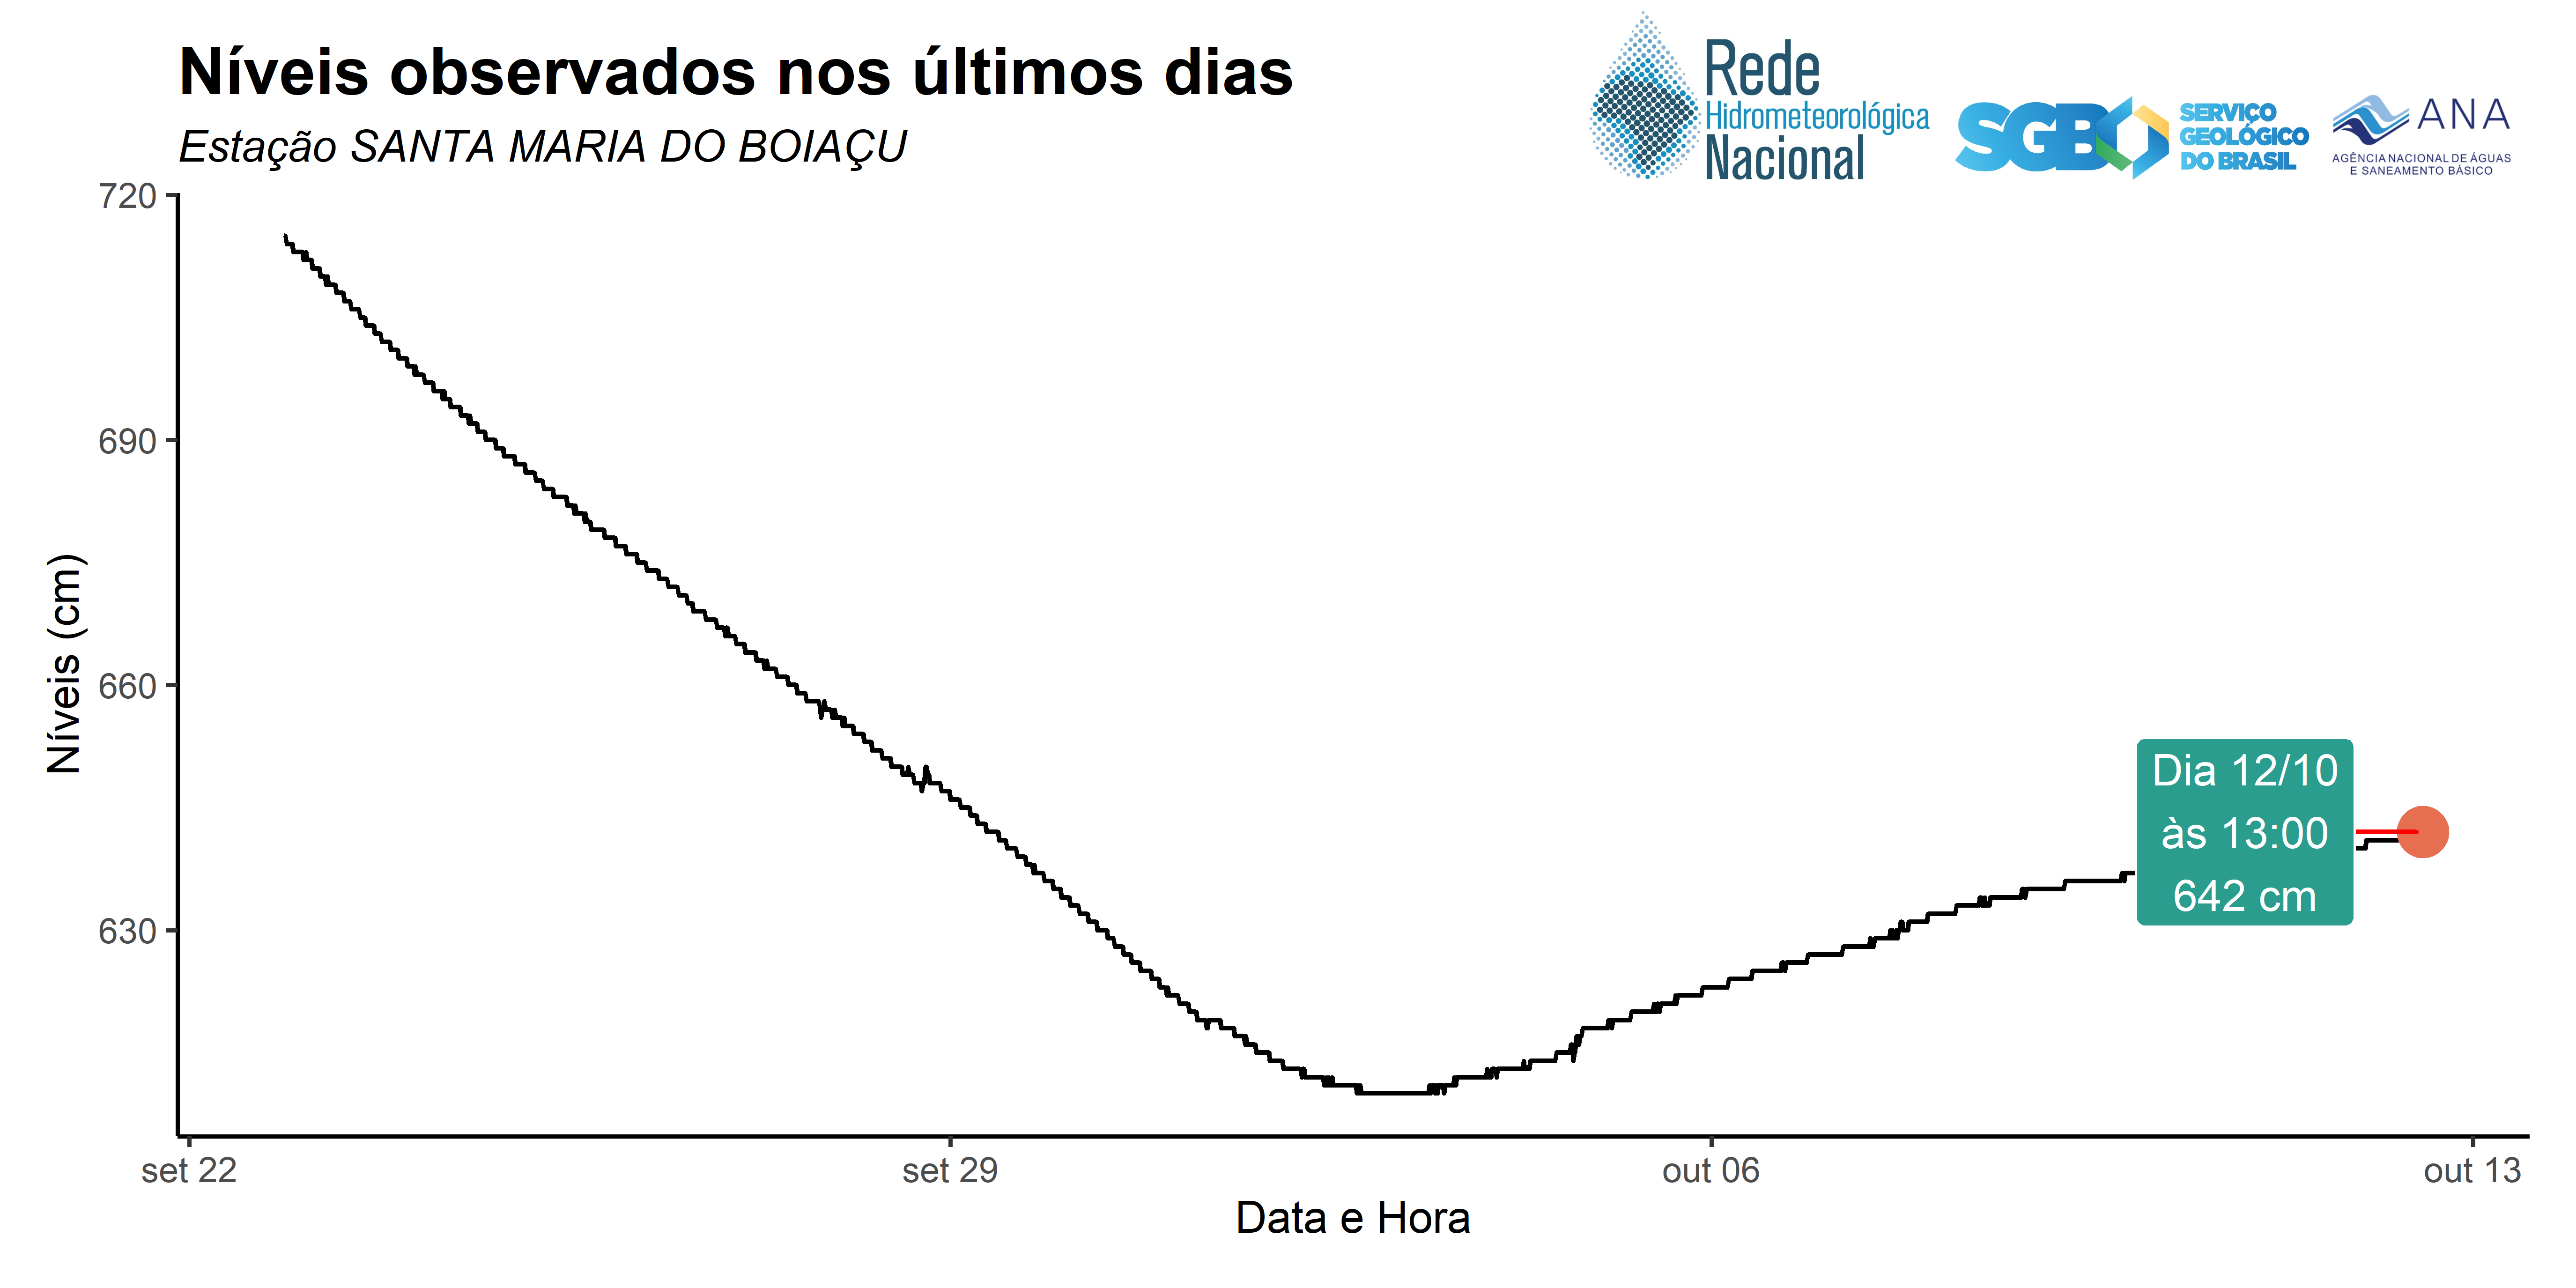 Níveis observados nos últimos dias
Estação SANTA MARIA DO BOIAÇU
Rede
Hidrometeorológica
Nacional
SGB
SERVIÇO
GEOLÓGICO
DO BRASIL
ANA
AGÊNCIA NACIONAL DE ÁGUAS
E SANEAMENTO BÁSICO
720
690
660
630
Níveis (cm)
Dia 12/10
às 13:00
642 cm
set 22
set 29
out 06
out 13
Data e Hora